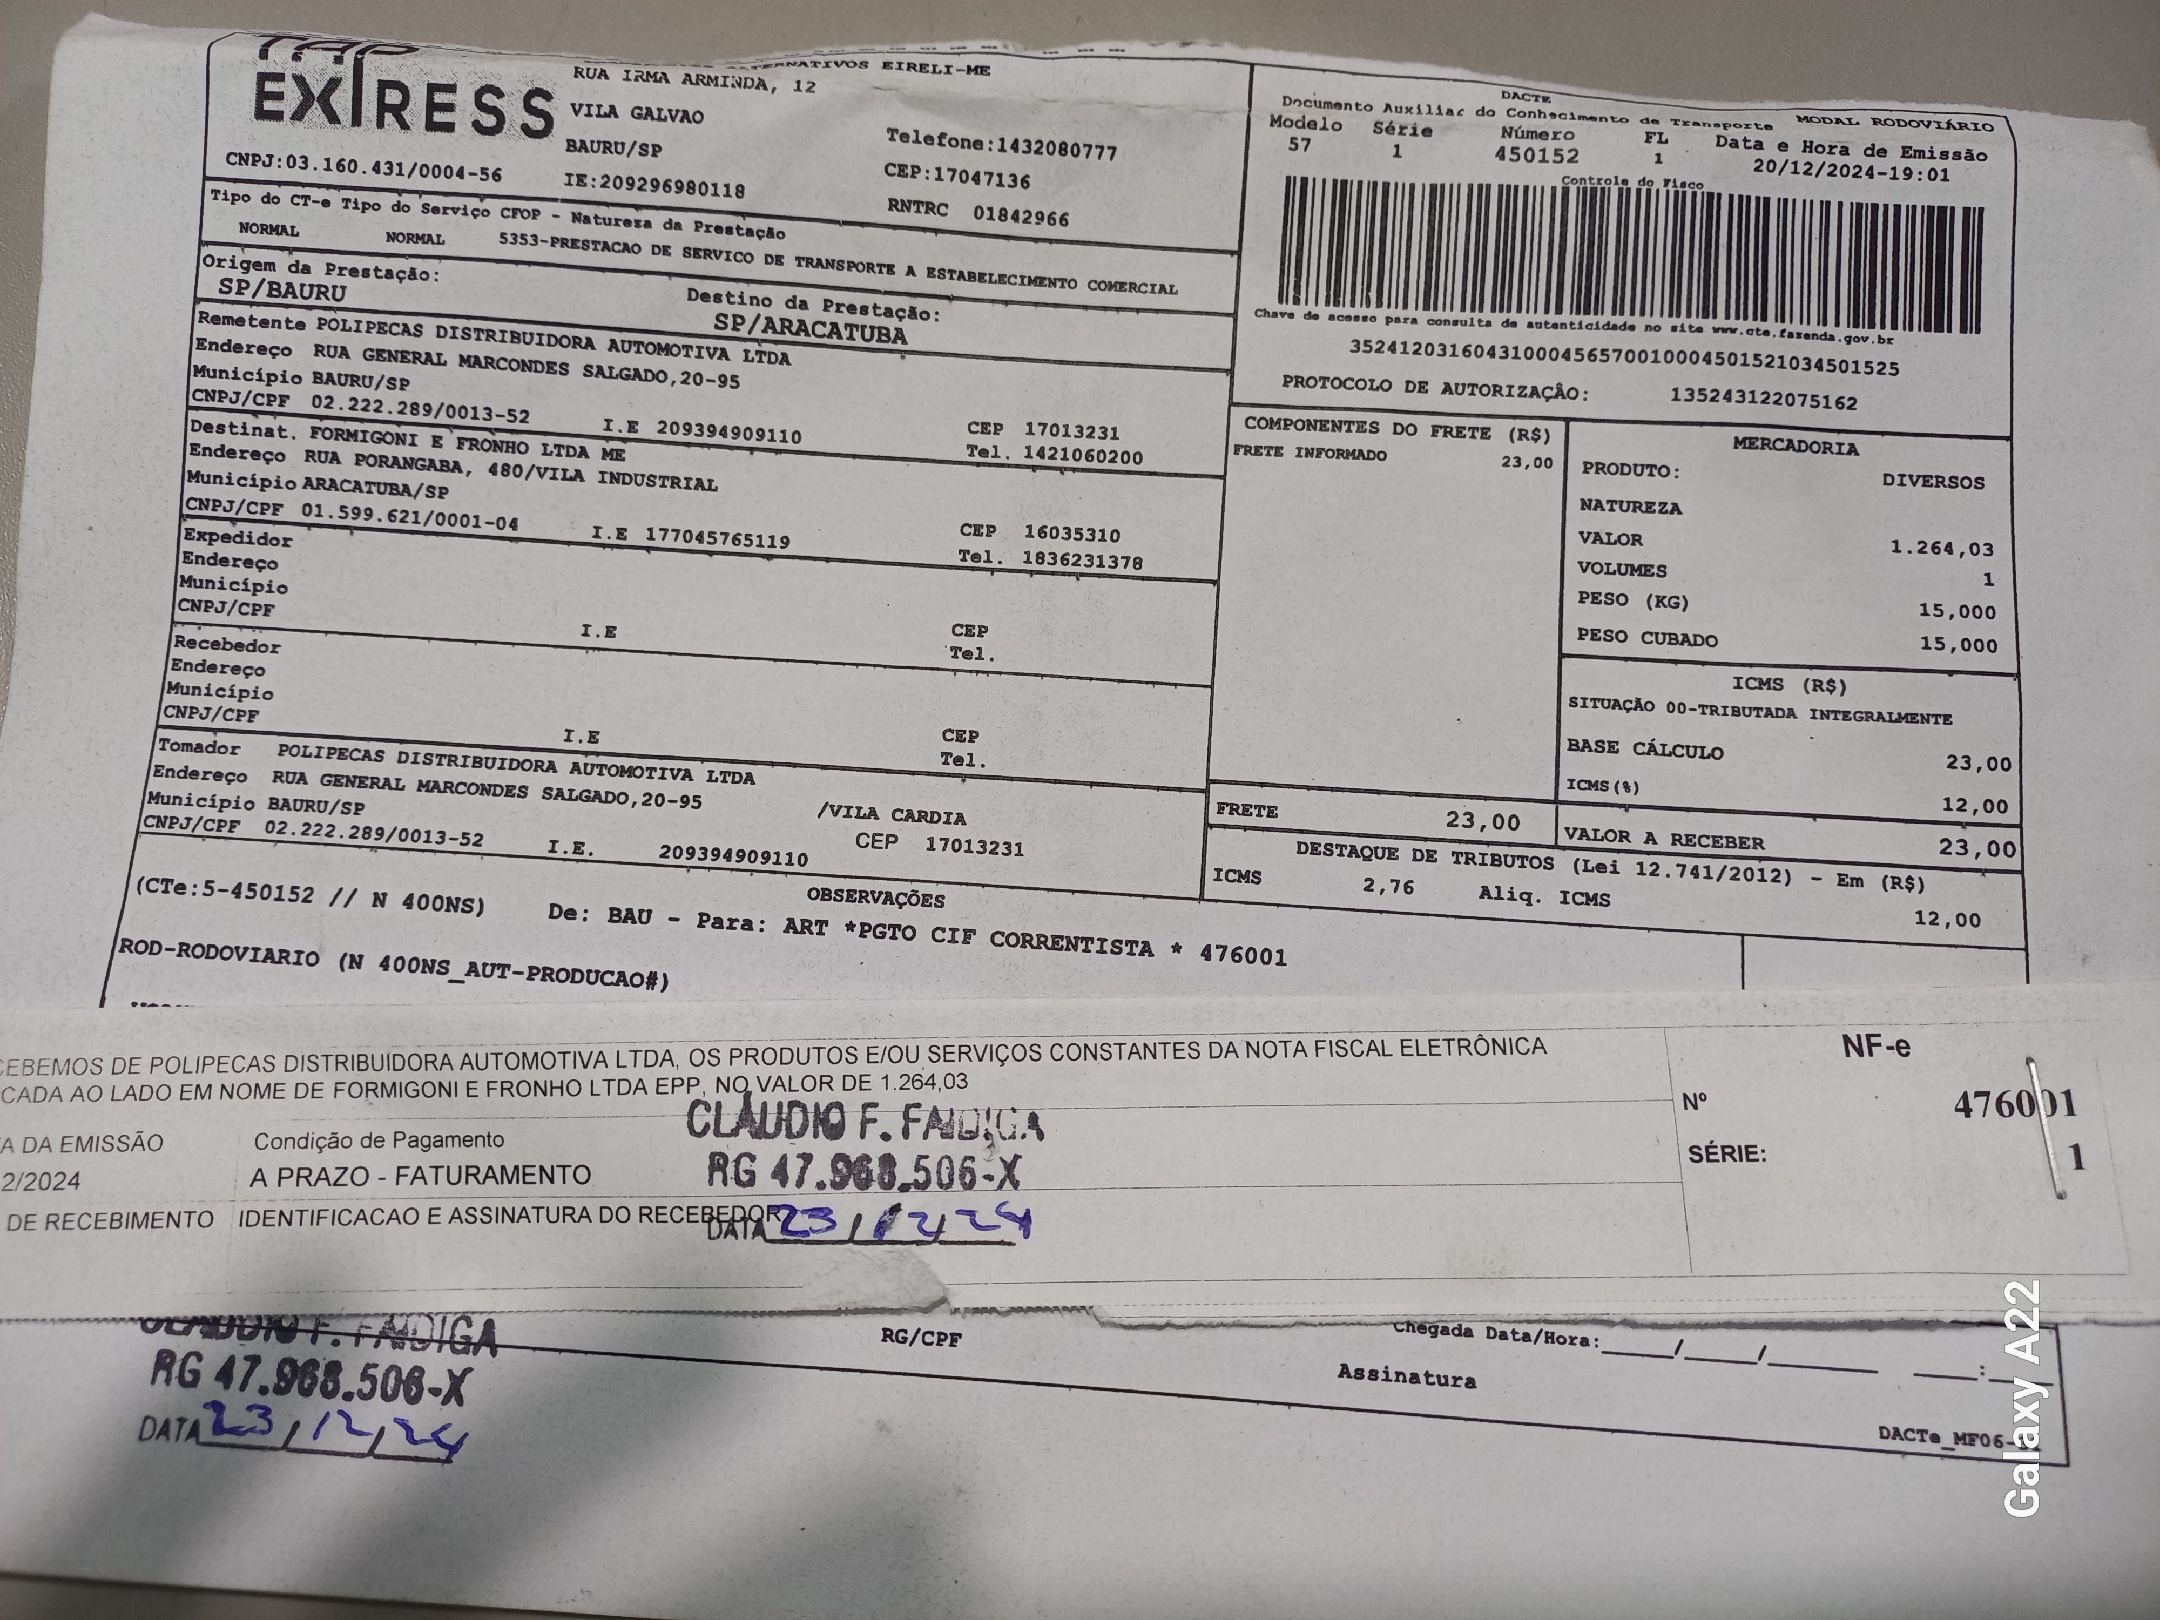 EXPRESS
EIRELI-ME
RUA IRMA ARMINDA, 12
VILA GALVAO
BAURU/SP
Telefone:1432080777
CNPJ:03.160.431/0004-56
IE:209296980118
CEP:17047136
RNTRC 01842966
Tipo do CT-e Tipo do Serviço CFOP - Natureza da Prestação
NORMAL NORMAL 5353-PRESTACAO DE SERVICO DE TRANSPORTE A ESTABELECIMENTO COMERCIAL
Origem da Prestação:
SP/BAURU
Destino da Prestação:
SP/ARACATUBA
Remetente POLIPECAS DISTRIBUIDORA AUTOMOTIVA LTDA
Endereço RUA GENERAL MARCONDES SALGADO,20-95
Município BAURU/SP
CNPJ/CPF 02.222.289/0013-52 I.E 209394909110
CEP 17013231
Tel. 1421060200
Destinat. FORMIGONI E FRONHO LTDA ME
Endereço RUA PORANGABA, 480/VILA INDUSTRIAL
Município ARACATUBA/SP
CNPJ/CPF 01.599.621/0001-04 I.E 177045765119
CEP 16035310
Tel. 1836231378
Expedidor
Endereço
Município
CNPJ/CPF I.E
CEP
Tel.
Recebedor
Endereço
Município
CNPJ/CPF I.E
CEP
Tel.
Tomador POLIPECAS DISTRIBUIDORA AUTOMOTIVA LTDA
Endereço RUA GENERAL MARCONDES SALGADO,20-95 /VILA CARDIA
Município BAURU/SP
CNPJ/CPF 02.222.289/0013-52 I.E. 209394909110 CEP 17013231
DACTE
Documento Auxiliar do Conhecimento de Transporte MODAL RODOVIÁRIO
Modelo Série Número FL Data e Hora de Emissão
57 1 450152 1 20/12/2024-19:01
Controle do Fisco
Chave de acesso para consulta de autenticidade no site www.cte.fazenda.gov.br
35241203160431000456570010004501521034501525
PROTOCOLO DE AUTORIZAÇÂO: 135243122075162
COMPONENTES DO FRETE (R$)
FRETE INFORMADO 23,00
MERCADORIA
PRODUTO: DIVERSOS
NATUREZA
VALOR 1.264,03
VOLUMES 1
PESO (KG) 15,000
PESO CUBADO 15,000
ICMS (R$)
SITUAÇÃO 00-TRIBUTADA INTEGRALMENTE
BASE CÁLCULO 23,00
ICMS(%) 12,00
FRETE 23,00
VALOR A RECEBER 23,00
DESTAQUE DE TRIBUTOS (Lei 12.741/2012) - Em (R$)
ICMS 2,76 Aliq. ICMS 12,00
OBSERVAÇÕES
(CTe:5-450152 // N 400NS) De: BAU - Para: ART *PGTO CIF CORRENTISTA * 476001
ROD-RODOVIARIO (N 400NS_AUT-PRODUCAO#)
CEBEMOS DE POLIPECAS DISTRIBUIDORA AUTOMOTIVA LTDA, OS PRODUTOS E/OU SERVIÇOS CONSTANTES DA NOTA FISCAL ELETRÔNICA
CADA AO LADO EM NOME DE FORMIGONI E FRONHO LTDA EPP, NO VALOR DE 1.264,03
NF-e
Nº 476001
SÉRIE: 1
A DA EMISSÃO Condição de Pagamento
2/2024 A PRAZO - FATURAMENTO
DE RECEBIMENTO IDENTIFICACAO E ASSINATURA DO RECEBEDOR
CLAUDIO F. FAIDIGA
RG 47.968.506-X
DATA 23/12/24
CLAUDIO F. FAIDIGA
RG 47.968.506-X
DATA 23/12/24
RG/CPF
Chegada Data/Hora:____/____/____ ____:____
Assinatura
DACTe_MF06-
Galaxy A22